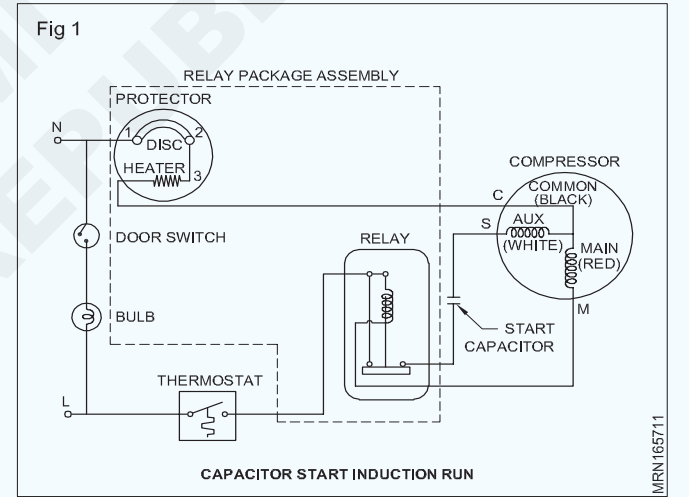 Fig 1
RELAY PACKAGE ASSEMBLY
PROTECTOR
N
1
2
DISC
HEATER
3
COMPRESSOR
C
COMMON
(BLACK)
S
AUX
(WHITE)
MAIN
(RED)
DOOR SWITCH
RELAY
M
BULB
START
CAPACITOR
THERMOSTAT
L
CAPACITOR START INDUCTION RUN
MRN165711